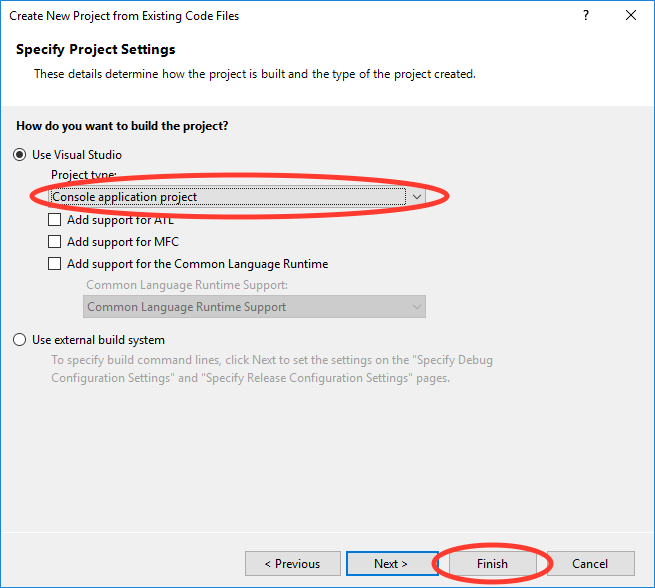 Create New Project from Existing Code Files
?
Specify Project Settings
These details determine how the project is built and the type of the project created.
How do you want to build the project?
Use Visual Studio
Project type:
Console application project
Add support for ATL
Add support for MFC
Add support for the Common Language Runtime
Common Language Runtime Support:
Common Language Runtime Support
Use external build system
To specify build command lines, click Next to set the settings on the "Specify Debug
Configuration Settings" and "Specify Release Configuration Settings" pages.
< Previous Next > Finish Cancel